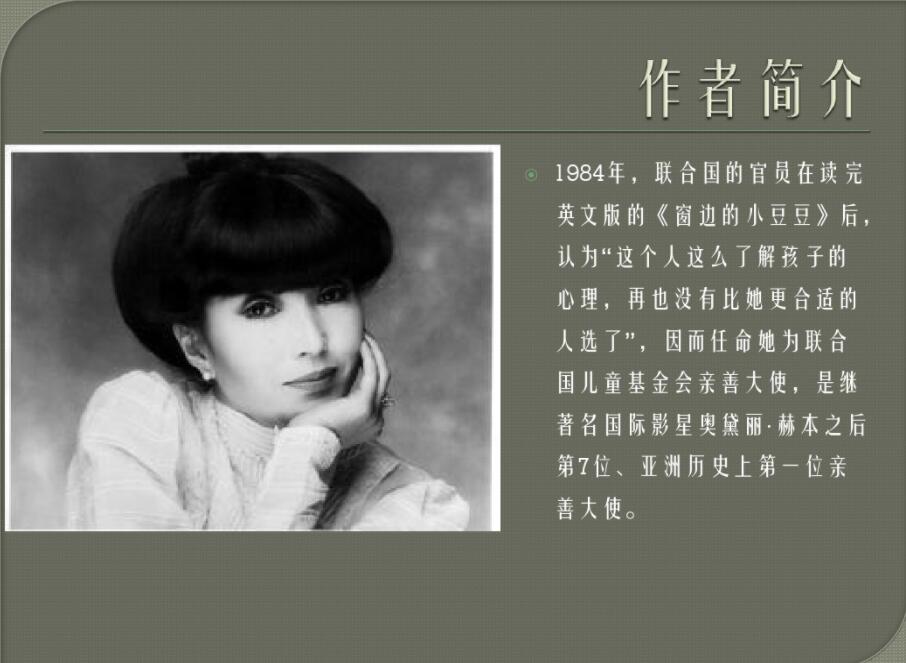 作者简介
1984年，联合国的官员在读完
英文版的《窗边的小豆豆》后，
认为“这个人这么了解孩子的
心理，再也没有比她更合适的
人选了”，因而任命她为联合
国儿童基金会亲善大使，是继
著名国际影星奥黛丽·赫本之后
第7位、亚洲历史上第一位亲
善大使。